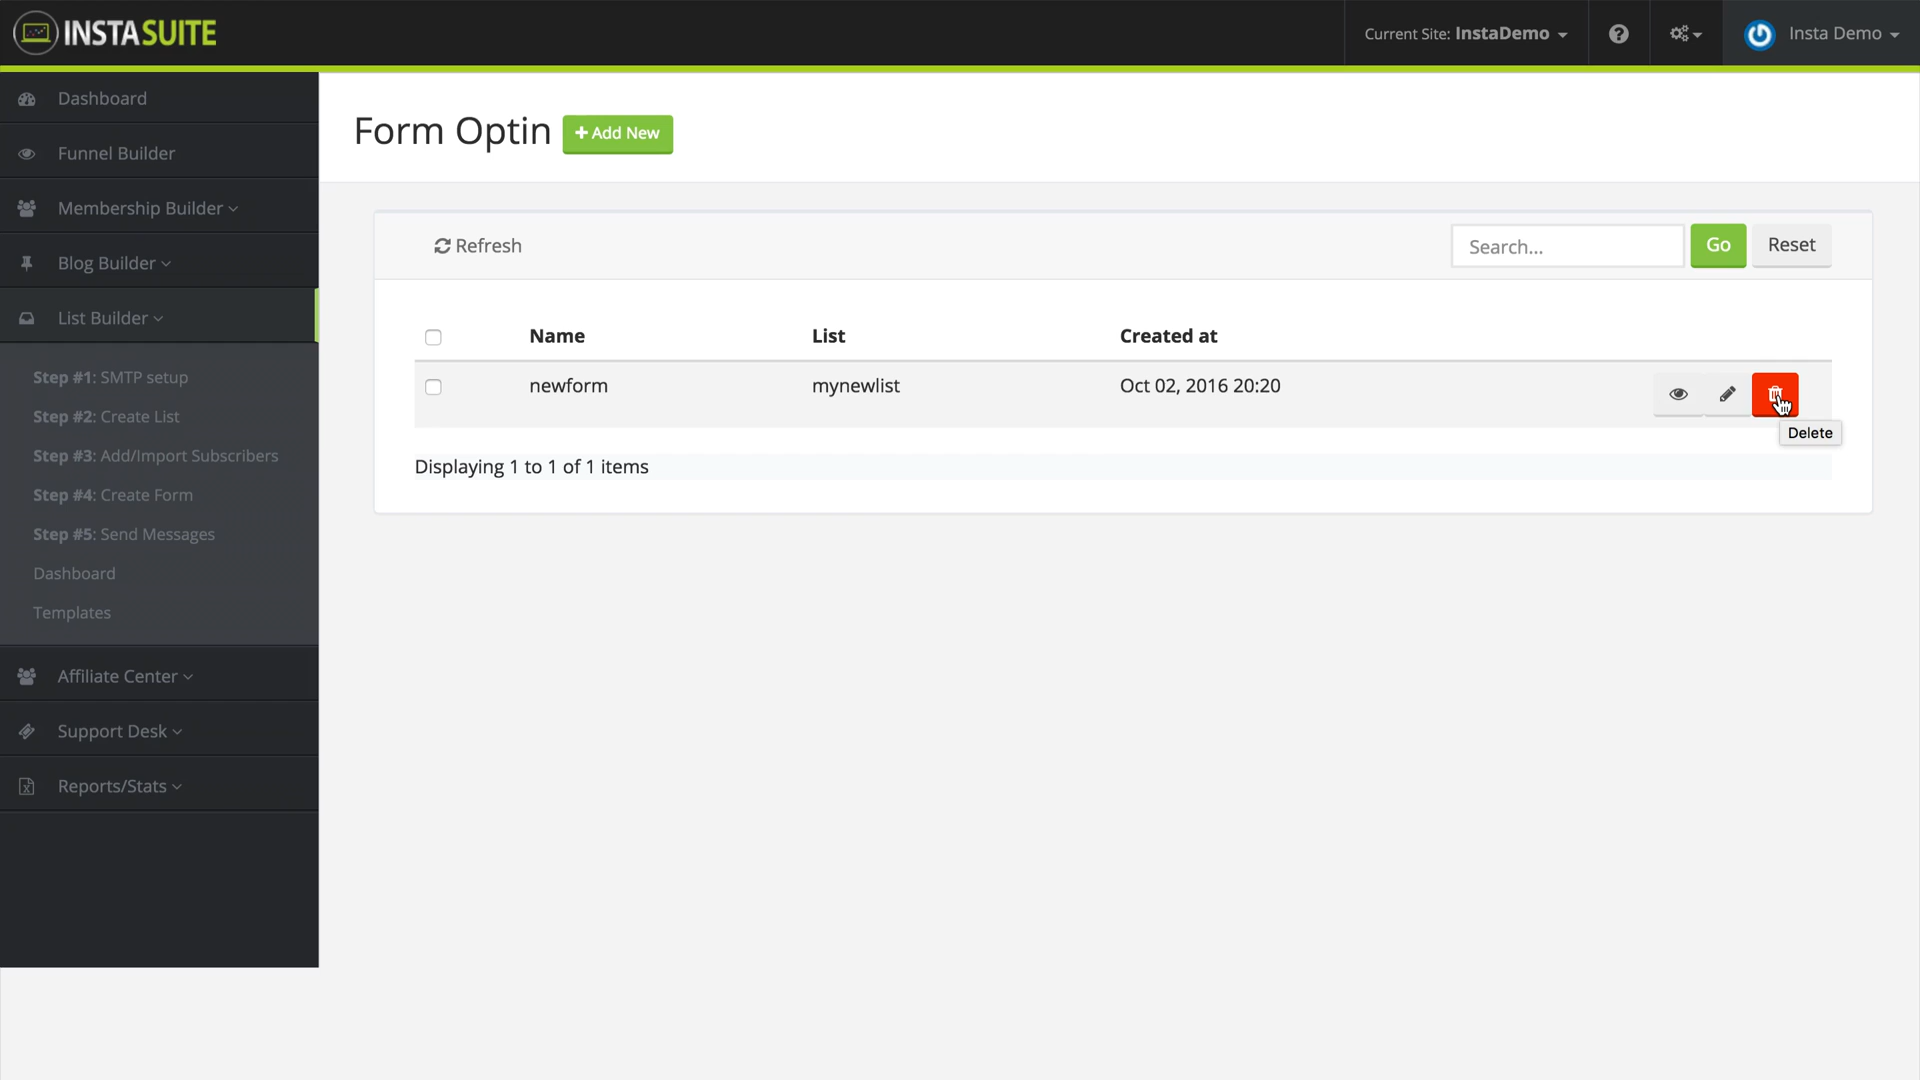 INSTASUITE
Current Site: InstaDemo
Insta Demo
Dashboard
Funnel Builder
Membership Builder
Blog Builder
List Builder
Step #1: SMTP setup
Step #2: Create List
Step #3: Add/Import Subscribers
Step #4: Create Form
Step #5: Send Messages
Dashboard
Templates
Affiliate Center
Support Desk
Reports/Stats
Form Optin
Add New
Refresh
Search...
Go
Reset
Name List Created at
newform mynewlist Oct 02, 2016 20:20
Delete
Displaying 1 to 1 of 1 items